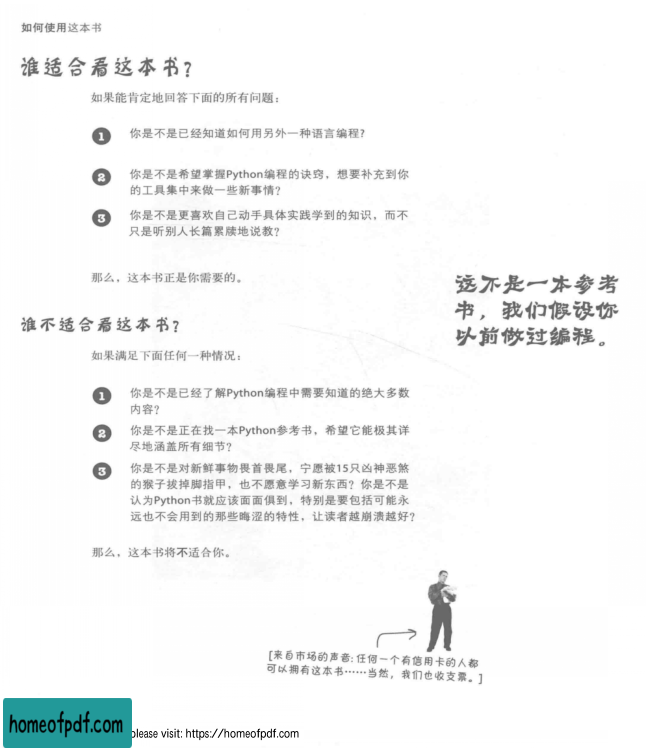 如何使用这本书
谁适合看这本书?
如果能肯定地回答下面的所有问题:
1 你是不是已经知道如何用另外一种语言编程?
2 你是不是希望掌握Python编程的诀窍，想要补充到你
的工具集中来做一些新事情?
3 你是不是更喜欢自己动手具体实践学到的知识，而不
只是听别人长篇累牍地说教?
那么，这本书正是你需要的。
这不是一本参考
书，我们假设你
以前做过编程。
谁不适合看这本书?
如果满足下面任何一种情况:
1 你是不是已经了解Python编程中需要知道的绝大多数
内容?
2 你是不是正在找一本Python参考书，希望它能极其详
尽地涵盖所有细节?
3 你是不是对新鲜事物畏首畏尾，宁愿被15只凶神恶煞
的猴子拔掉脚指甲，也不愿意学习新东西? 你是不是
认为Python书就应该面面俱到，特别是要包括可能永
远也不会用到的那些晦涩的特性，让读者越崩溃越好?
那么，这本书将不适合你。
[来自市场的声音: 任何一个有信用卡的人都
可以拥有这本书……当然，我们也收支票。]
homeofpdf.com please visit: https://homeofpdf.com